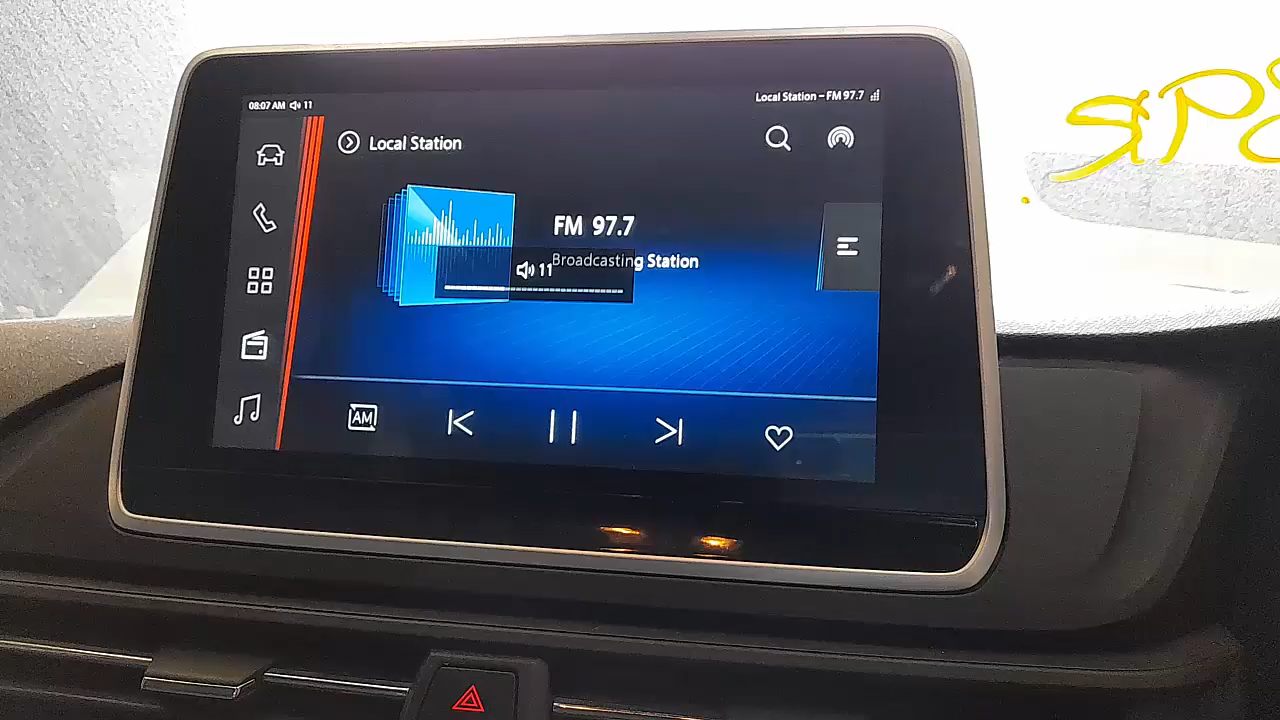 08:07 AM 11
Local Station – FM 97.7
Local Station
FM 97.7
Broadcasting Station
11
AM